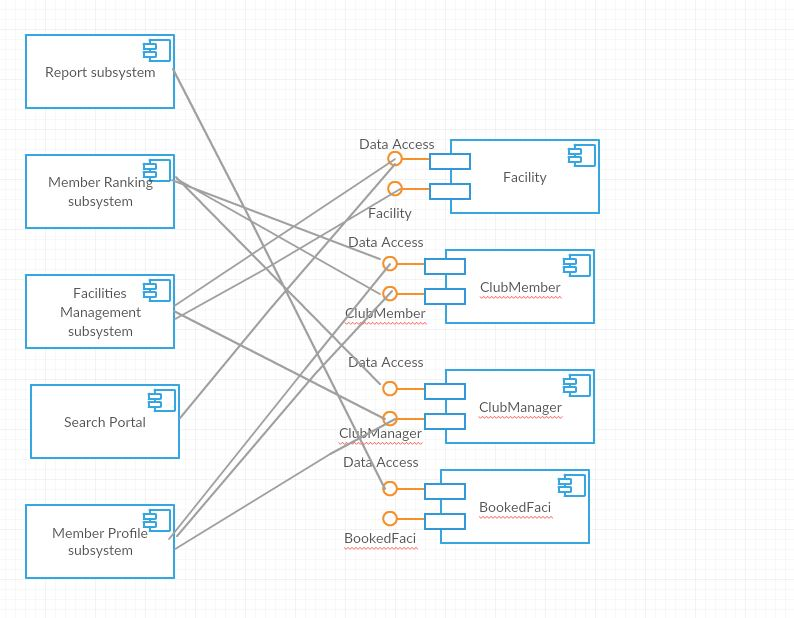 Report subsystem
Member Ranking
subsystem
Facilities
Management
subsystem
Search Portal
Member Profile
subsystem
Data Access
Facility
Facility
Data Access
ClubMember
ClubMember
Data Access
ClubManager
ClubManager
Data Access
BookedFaci
BookedFaci